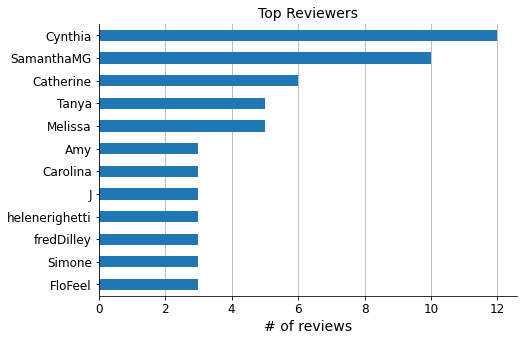 Top Reviewers
Cynthia
SamanthaMG
Catherine
Tanya
Melissa
Amy
Carolina
J
helenerighetti
fredDilley
Simone
FloFeel
0 2 4 6 8 10 12
# of reviews